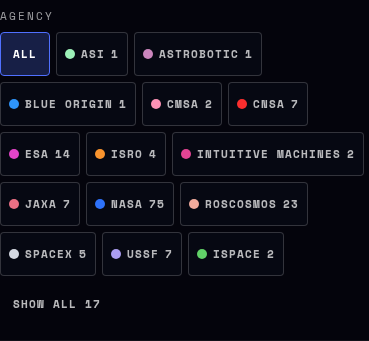 AGENCY
ALL ASI 1 ASTROBOTIC 1
BLUE ORIGIN 1 CMSA 2 CNSA 7
ESA 14 ISRO 4 INTUITIVE MACHINES 2
JAXA 7 NASA 75 ROSCOSMOS 23
SPACEX 5 USSF 7 ISPACE 2
SHOW ALL 17